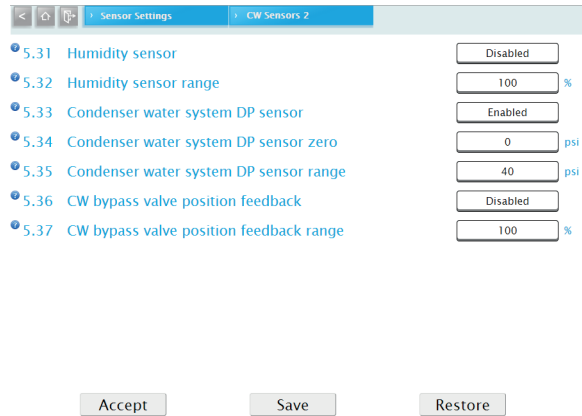 < Sensor Settings CW Sensors 2
? 5.31 Humidity sensor Disabled
? 5.32 Humidity sensor range 100 %
? 5.33 Condenser water system DP sensor Enabled
? 5.34 Condenser water system DP sensor zero 0 psi
? 5.35 Condenser water system DP sensor range 40 psi
? 5.36 CW bypass valve position feedback Disabled
? 5.37 CW bypass valve position feedback range 100 %
Accept Save Restore